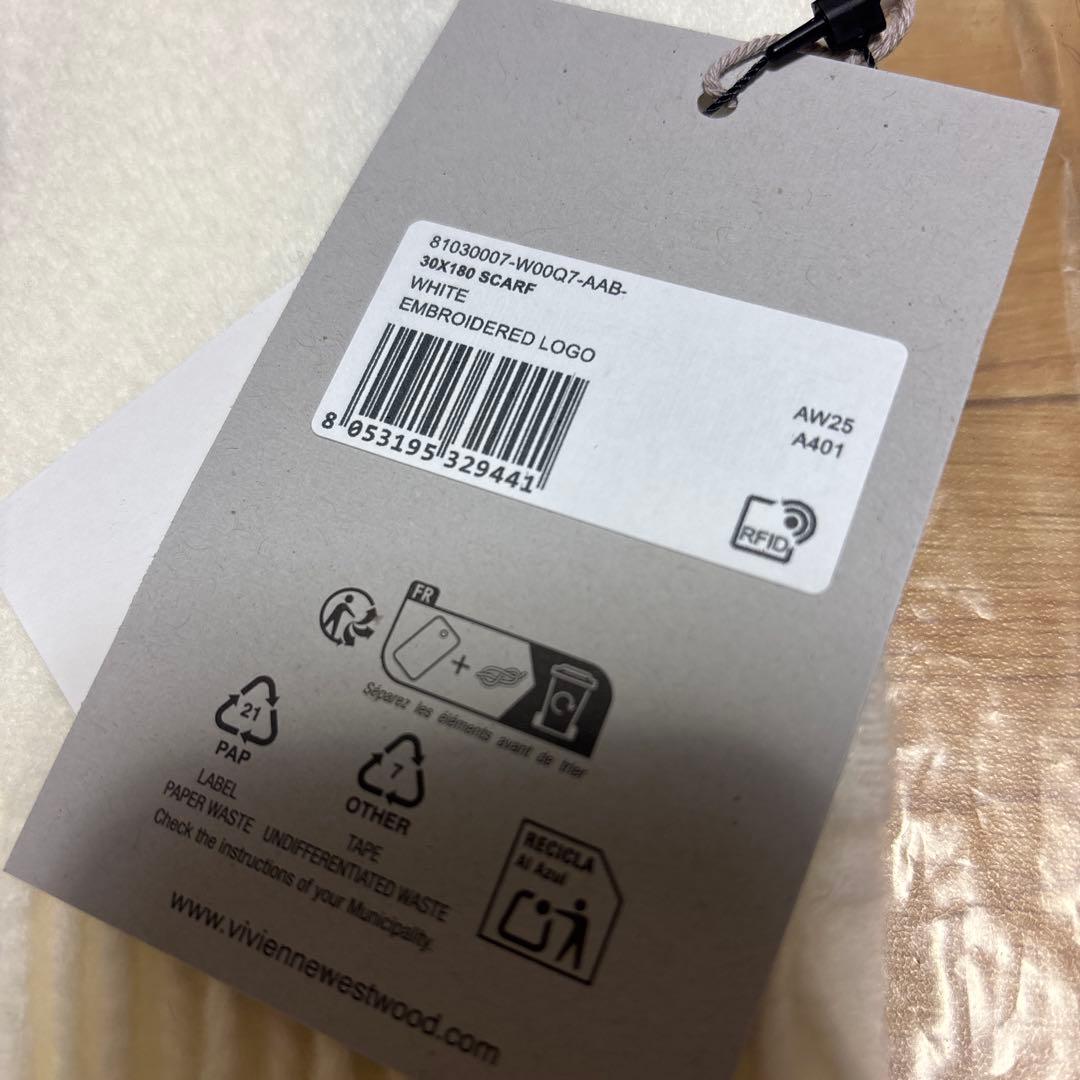 81030007-W00Q7-AAB-
30X180 SCARF
WHITE
EMBROIDERED LOGO
8 053195 329441
AW25
A401
RFID
FR
Séparez les éléments avant de trier
21
PAP
7
OTHER
LABEL
PAPER WASTE
TAPE
UNDIFFERENTIATED WASTE
Check the instructions of your Municipality.
RECICLA
Al Azul
www.viviennewestwood.com